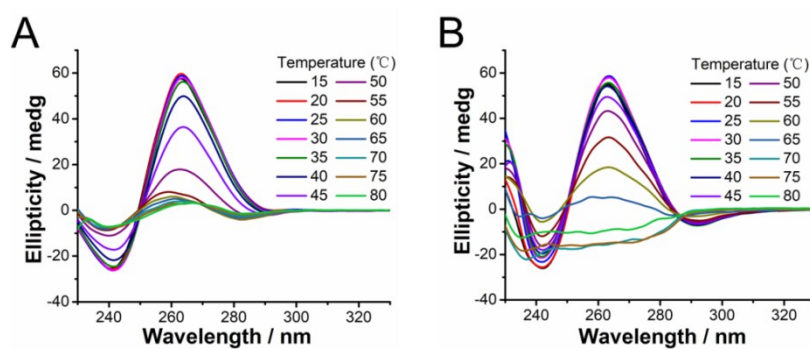 A
Temperature (℃)
15 50
20 55
25 60
30 65
35 70
40 75
45 80
60
40
20
0
-20
-40
Ellipticity / medg
240 260 280 300 320
Wavelength / nm
B
Temperature (℃)
15 50
20 55
25 60
30 65
35 70
40 75
45 80
60
40
20
0
-20
-40
Ellipticity / medg
240 260 280 300 320
Wavelength / nm